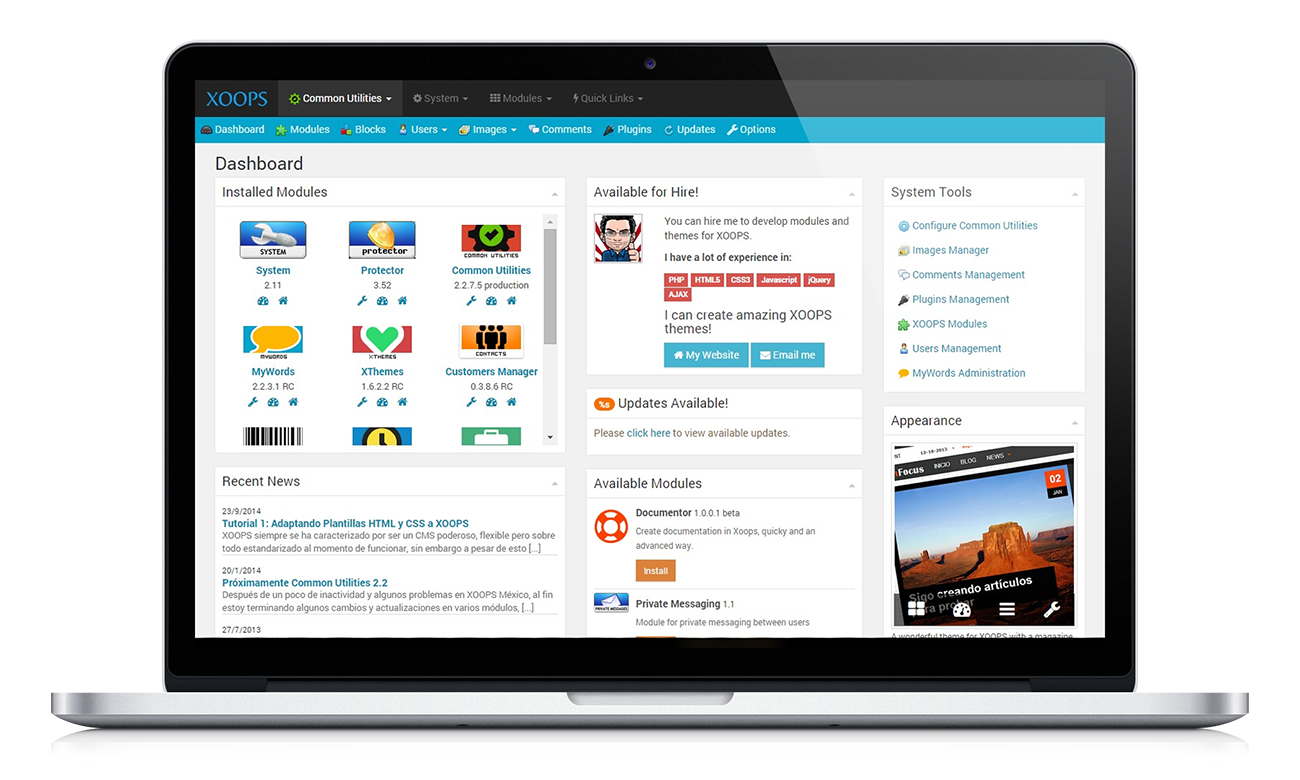 XOOPS Common Utilities System Modules Quick Links
Dashboard Modules Blocks Users Images Comments Plugins Updates Options
Dashboard
Installed Modules
SYSTEM
System
2.11
protector
Protector
3.52
COMMON UTILITIES
Common Utilities
2.2.7.5 production
MYWORDS
MyWords
2.2.3.1 RC
XTHEMES
XThemes
1.6.2.2 RC
CONTACTS
Customers Manager
0.3.8.6 RC
Recent News
23/9/2014
Tutorial 1: Adaptando Plantillas HTML y CSS a XOOPS
XOOPS siempre se ha caracterizado por ser un CMS poderoso, flexible pero sobre
todo estandarizado al momento de funcionar, sin embargo a pesar de esto [...]
20/1/2014
Próximamente Common Utilities 2.2
Después de un poco de inactividad y algunos problemas en XOOPS México, al fin
estoy terminando algunos cambios y actualizaciones en varios módulos, [...]
27/7/2013
Available for Hire!
You can hire me to develop modules and
themes for XOOPS.
I have a lot of experience in:
PHP HTML5 CSS3 Javascript jQuery
AJAX
I can create amazing XOOPS
themes!
My Website Email me
%s Updates Available!
Please click here to view available updates.
Available Modules
Documentor 1.0.0.1 beta
Create documentation in Xoops, quicky and an
advanced way.
Install
PRIVATE MESSAGES
Private Messaging 1.1
Module for private messaging between users
System Tools
Configure Common Utilities
Images Manager
Comments Management
Plugins Management
XOOPS Modules
Users Management
MyWords Administration
Appearance
12-18-2013
Focus INICIO BLOG NEWS
02
JAN
Sigo creando artículos
para probar
A wonderful theme for XOOPS with a magazine